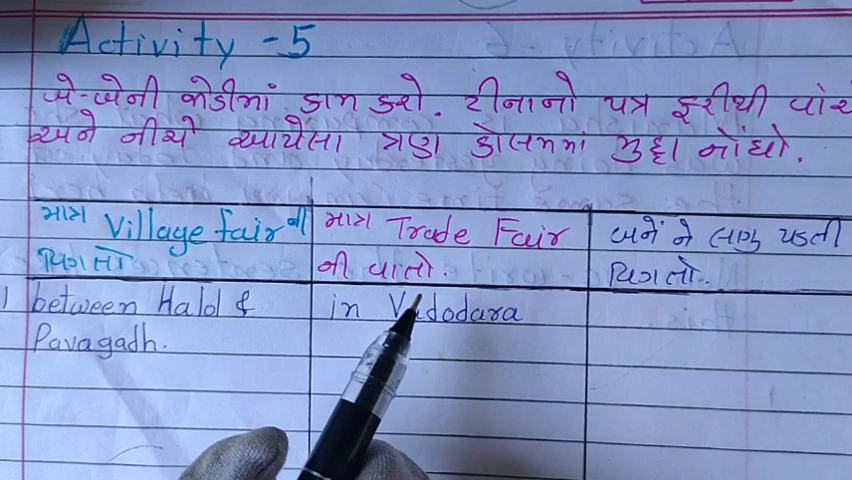 Activity - 5
બે-બેની જોડીમાં કામ કરો. ટીનાનો પત્ર ફરીથી વાંચો
અને નીચે આપેલા ત્રણ કોલમમાં મુદ્દા નોંધો.
માત્ર Village fair ની
વિગતો
માત્ર Trade Fair
ની વાતો.
બંને ને લાગુ પડતી
વિગતો..
1 between Halol &
Pavagadh.
in Vadodara